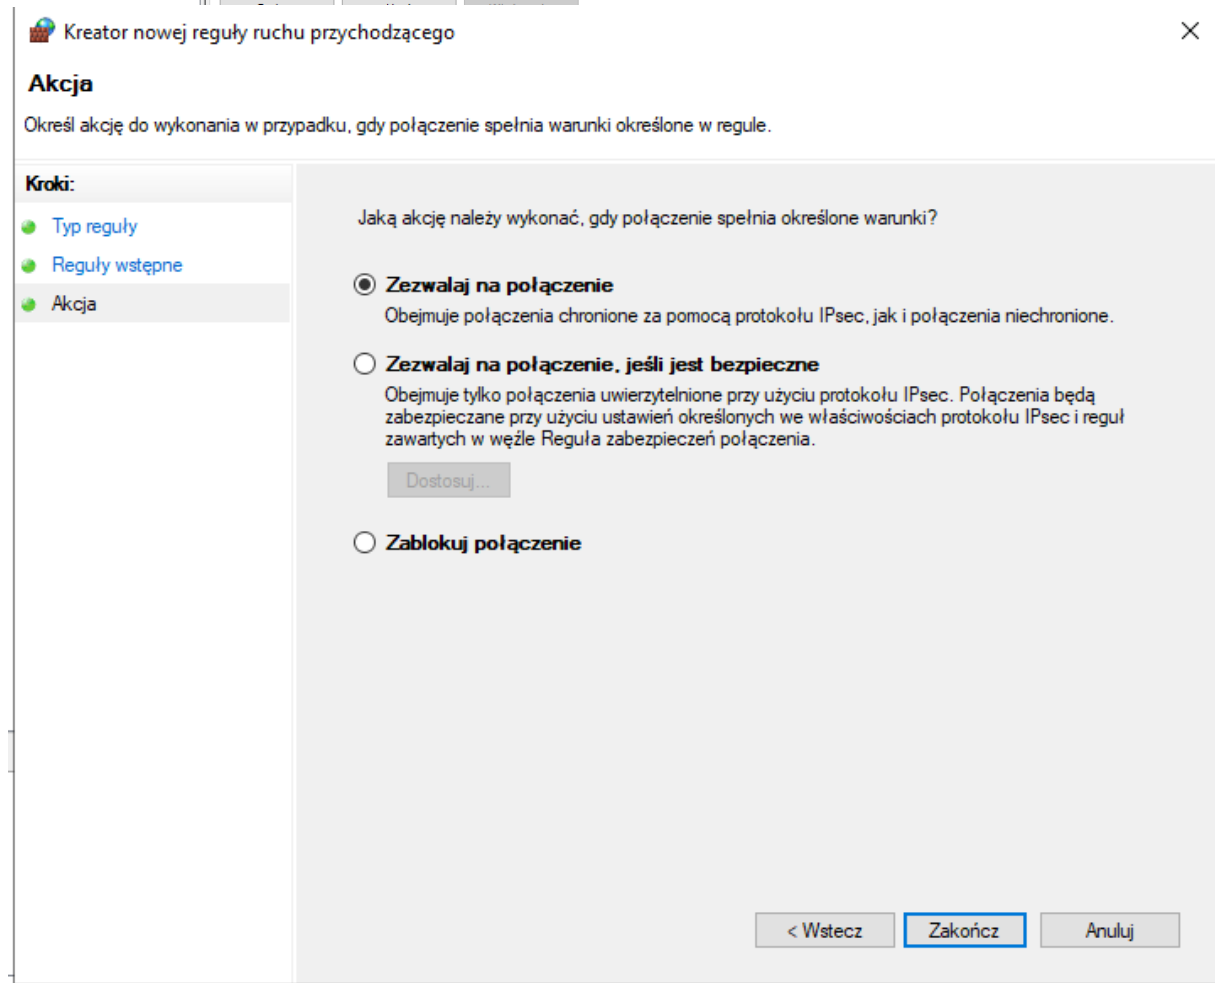 Kreator nowej reguły ruchu przychodzącego
Akcja
Określ akcję do wykonania w przypadku, gdy połączenie spełnia warunki określone w regule.
Kroki:
Typ reguły
Reguły wstępne
Akcja
Jaką akcję należy wykonać, gdy połączenie spełnia określone warunki?
Zezwalaj na połączenie
Obejmuje połączenia chronione za pomocą protokołu IPsec, jak i połączenia niechronione.
Zezwalaj na połączenie, jeśli jest bezpieczne
Obejmuje tylko połączenia uwierzytelnione przy użyciu protokołu IPsec. Połączenia będą
zabezpieczane przy użyciu ustawień określonych we właściwościach protokołu IPsec i reguł
zawartych w węźle Reguła zabezpieczeń połączenia.
Dostosuj...
Zablokuj połączenie
< Wstecz
Zakończ
Anuluj